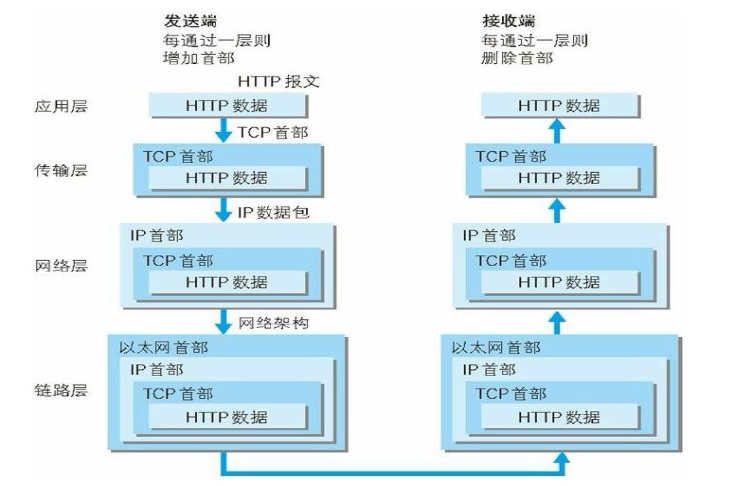 发送端
每通过一层则
增加首部
接收端
每通过一层则
删除首部
HTTP 报文
应用层
HTTP 数据
HTTP 数据
TCP 首部
传输层
TCP 首部
HTTP 数据
TCP 首部
HTTP 数据
IP 数据包
网络层
IP 首部
TCP 首部
HTTP 数据
IP 首部
TCP 首部
HTTP 数据
网络架构
链路层
以太网首部
IP 首部
TCP 首部
HTTP 数据
以太网首部
IP 首部
TCP 首部
HTTP 数据